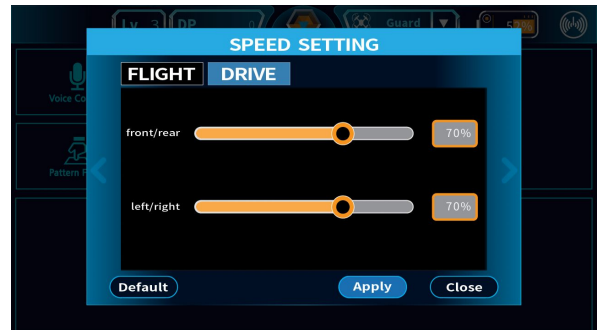 Lv 3 DP 0 Guard
SPEED SETTING
FLIGHT DRIVE
Voice Co
front/rear 70%
Pattern F
left/right 70%
Default Apply Close